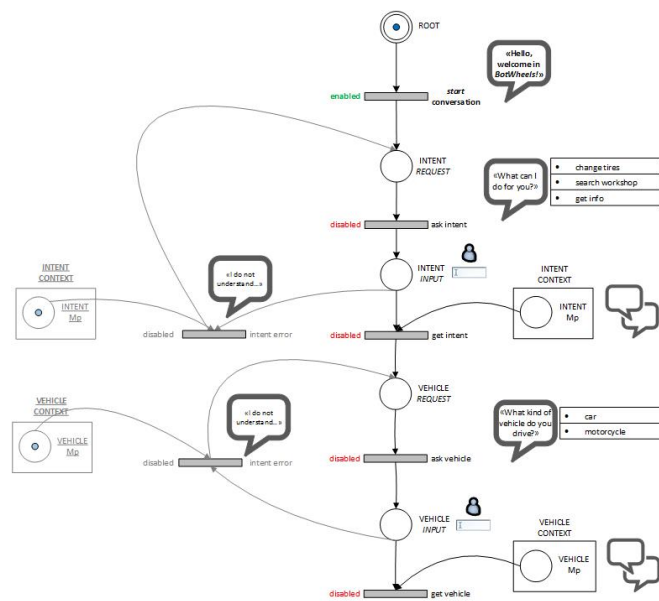 ROOT
«Hello,
welcome in
BotWheels!»
enabled
start
conversation
INTENT
REQUEST
«What can I
do for you?»
• change tires
• search workshop
• get info
disabled
ask intent
INTENT
CONTEXT
INTENT
Mp
«I do not
understand...»
disabled
intent error
INTENT
INPUT
INTENT
CONTEXT
INTENT
Mp
disabled
get intent
VEHICLE
REQUEST
«What kind of
vehicle do you
drive?»
• car
• motorcycle
VEHICLE
CONTEXT
VEHICLE
Mp
«I do not
understand...»
disabled
intent error
disabled
ask vehicle
VEHICLE
INPUT
VEHICLE
CONTEXT
VEHICLE
Mp
disabled
get vehicle